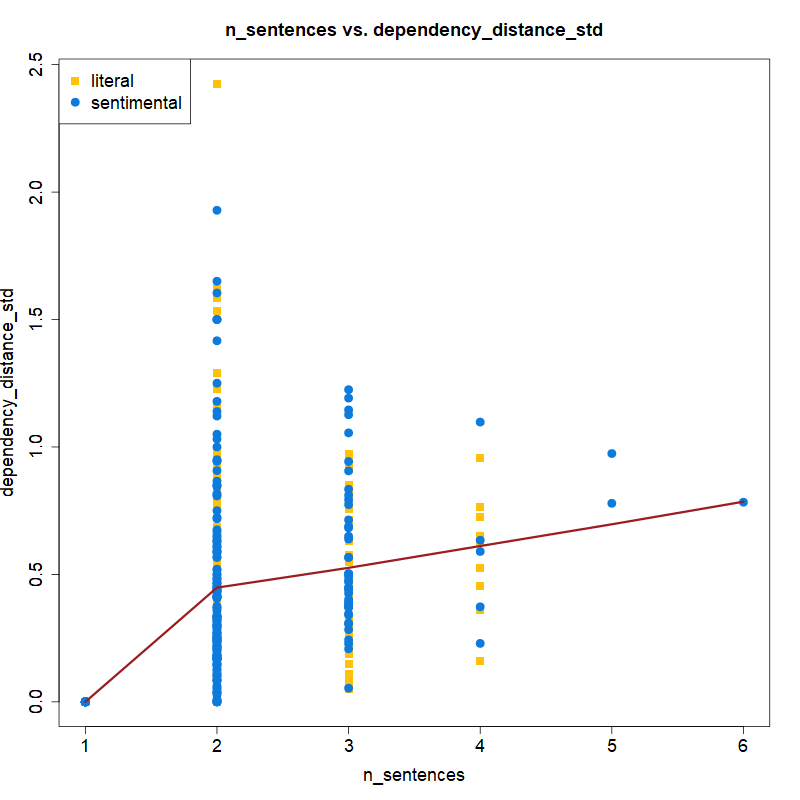 n_sentences vs. dependency_distance_std
literal
sentimental
dependency_distance_std
2.5
2.0
1.5
1.0
0.5
0.0
1 2 3 4 5 6
n_sentences